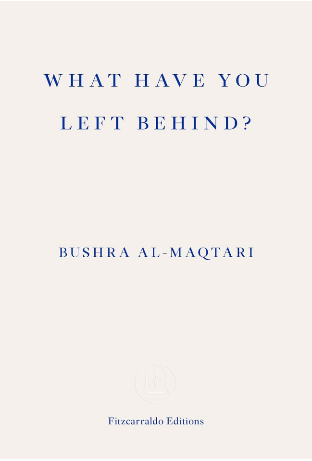 WHAT HAVE YOU
LEFT BEHIND?
BUSHRA AL-MAQTARI
Fitzcarraldo Editions